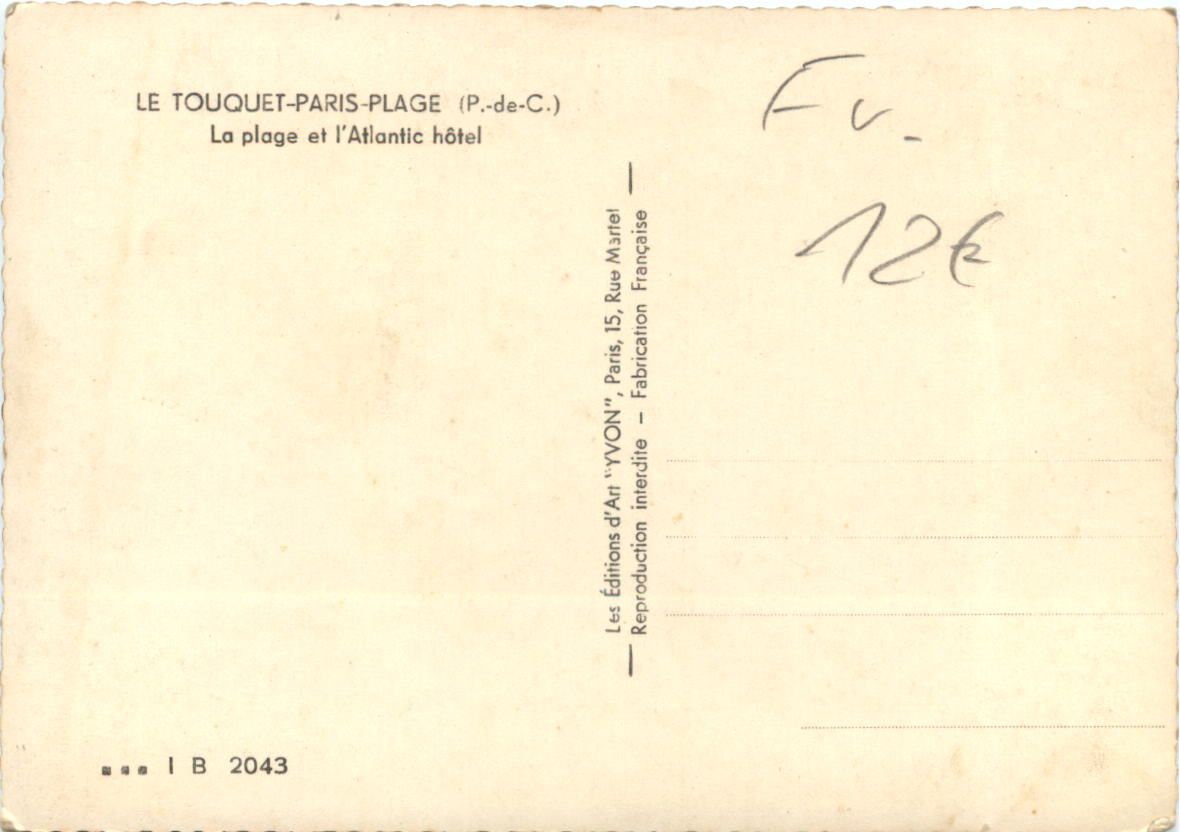 LE TOUQUET-PARIS-PLAGE (P.-de-C.)
La plage et l'Atlantic hôtel
Fv.
12€
Les Éditions d'Art "YVON", Paris, 15, Rue Martel
Reproduction interdite – Fabrication Française
I B 2043